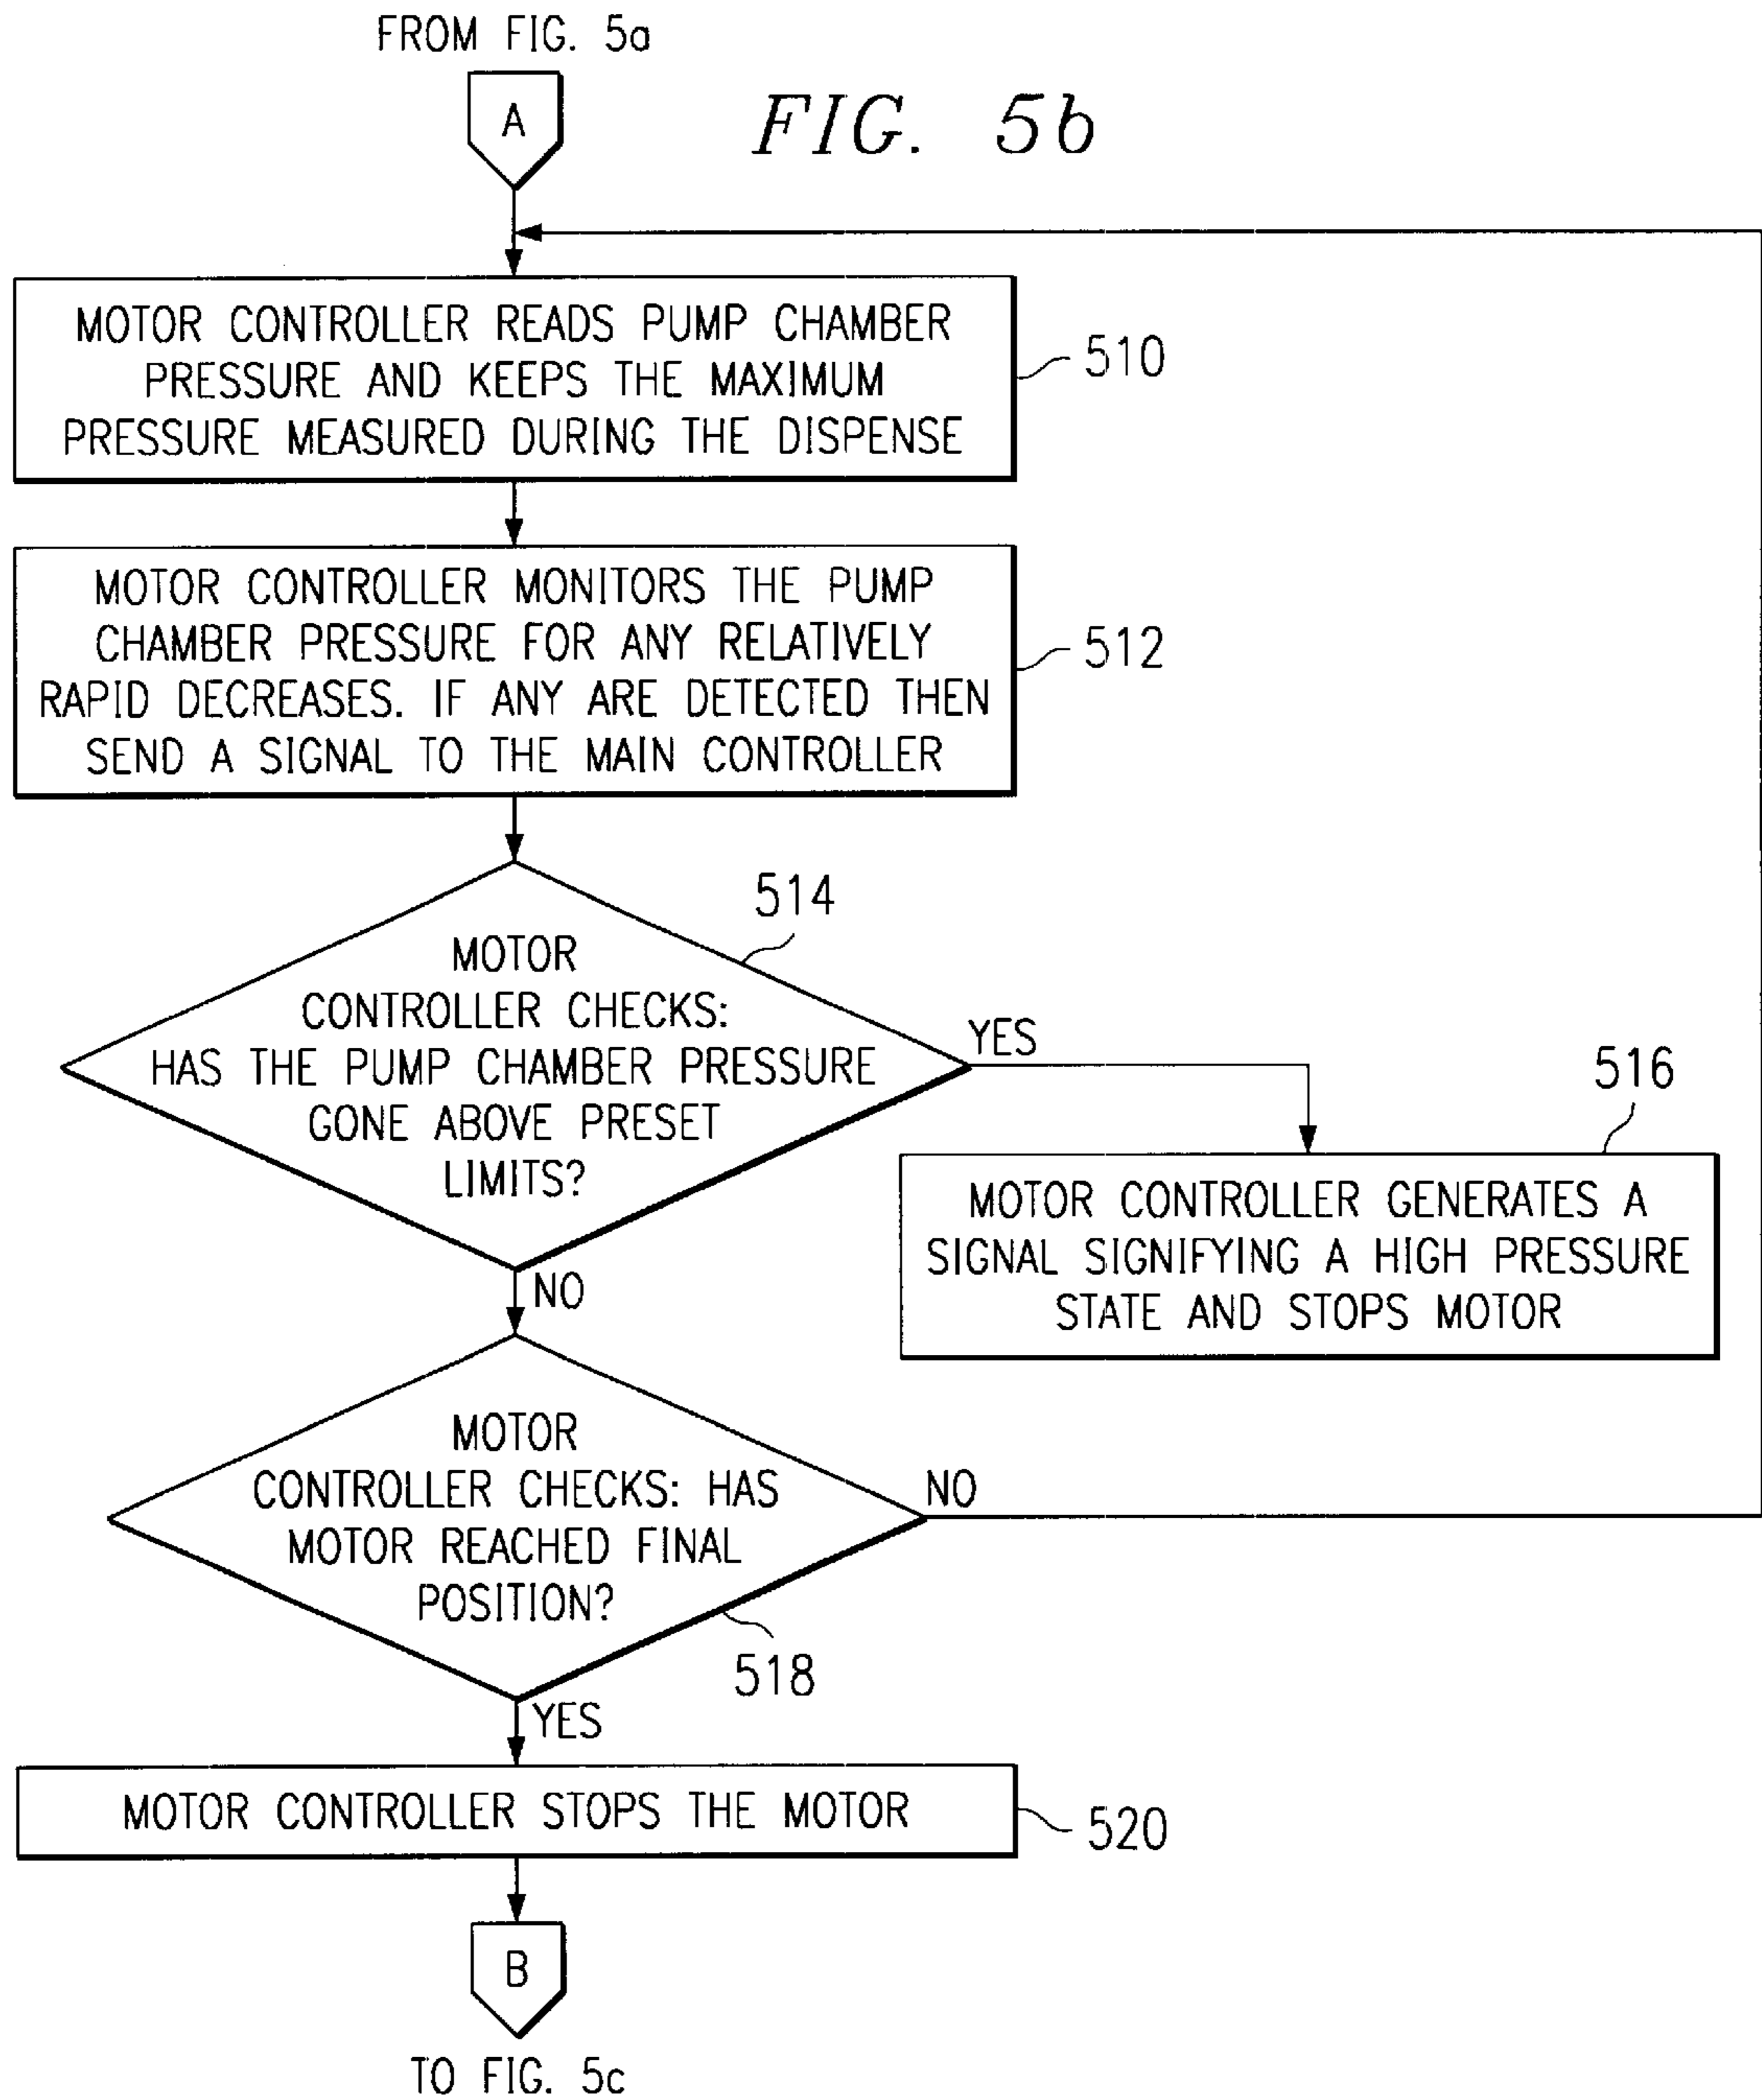 FROM FIG. 5a
A
FIG. 5b
MOTOR CONTROLLER READS PUMP CHAMBER
PRESSURE AND KEEPS THE MAXIMUM
PRESSURE MEASURED DURING THE DISPENSE
510
MOTOR CONTROLLER MONITORS THE PUMP
CHAMBER PRESSURE FOR ANY RELATIVELY
RAPID DECREASES. IF ANY ARE DETECTED THEN
SEND A SIGNAL TO THE MAIN CONTROLLER
512
514
MOTOR
CONTROLLER CHECKS:
HAS THE PUMP CHAMBER PRESSURE
GONE ABOVE PRESET
LIMITS?
YES
516
MOTOR CONTROLLER GENERATES A
SIGNAL SIGNIFYING A HIGH PRESSURE
STATE AND STOPS MOTOR
NO
MOTOR
CONTROLLER CHECKS: HAS
MOTOR REACHED FINAL
POSITION?
NO
518
YES
MOTOR CONTROLLER STOPS THE MOTOR
520
B
TO FIG. 5c